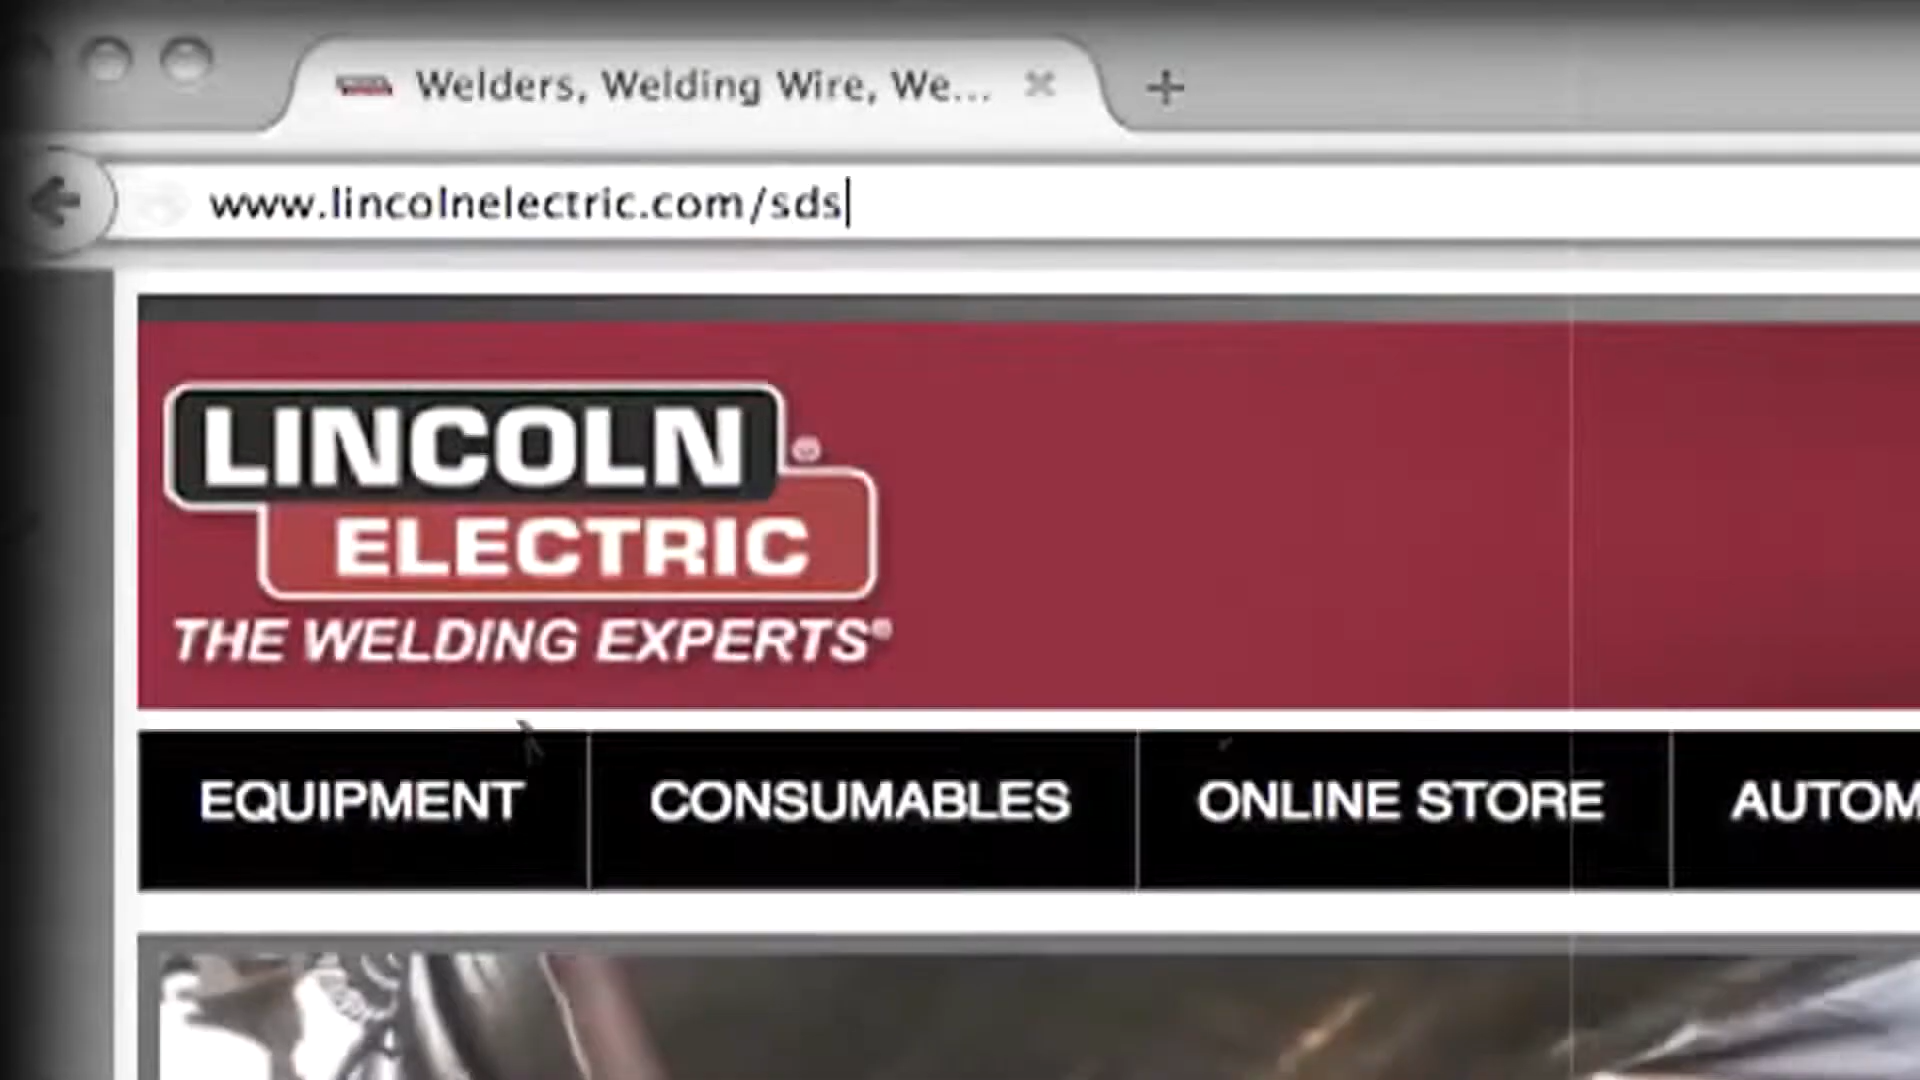 Welders, Welding Wire, We...
www.lincolnelectric.com/sds
LINCOLN®
ELECTRIC
THE WELDING EXPERTS®
EQUIPMENT CONSUMABLES ONLINE STORE AUTOM